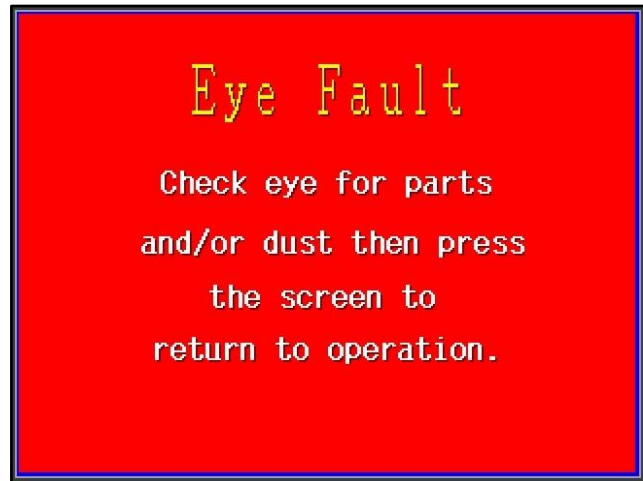 Eye Fault
Check eye for parts
and/or dust then press
the screen to
return to operation.